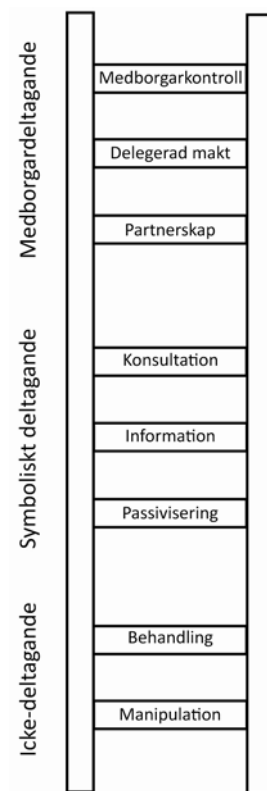 Medborgardeltagande
Medborgarkontroll
Delegerad makt
Partnerskap
Symboliskt deltagande
Konsultation
Information
Passivisering
Icke-deltagande
Behandling
Manipulation